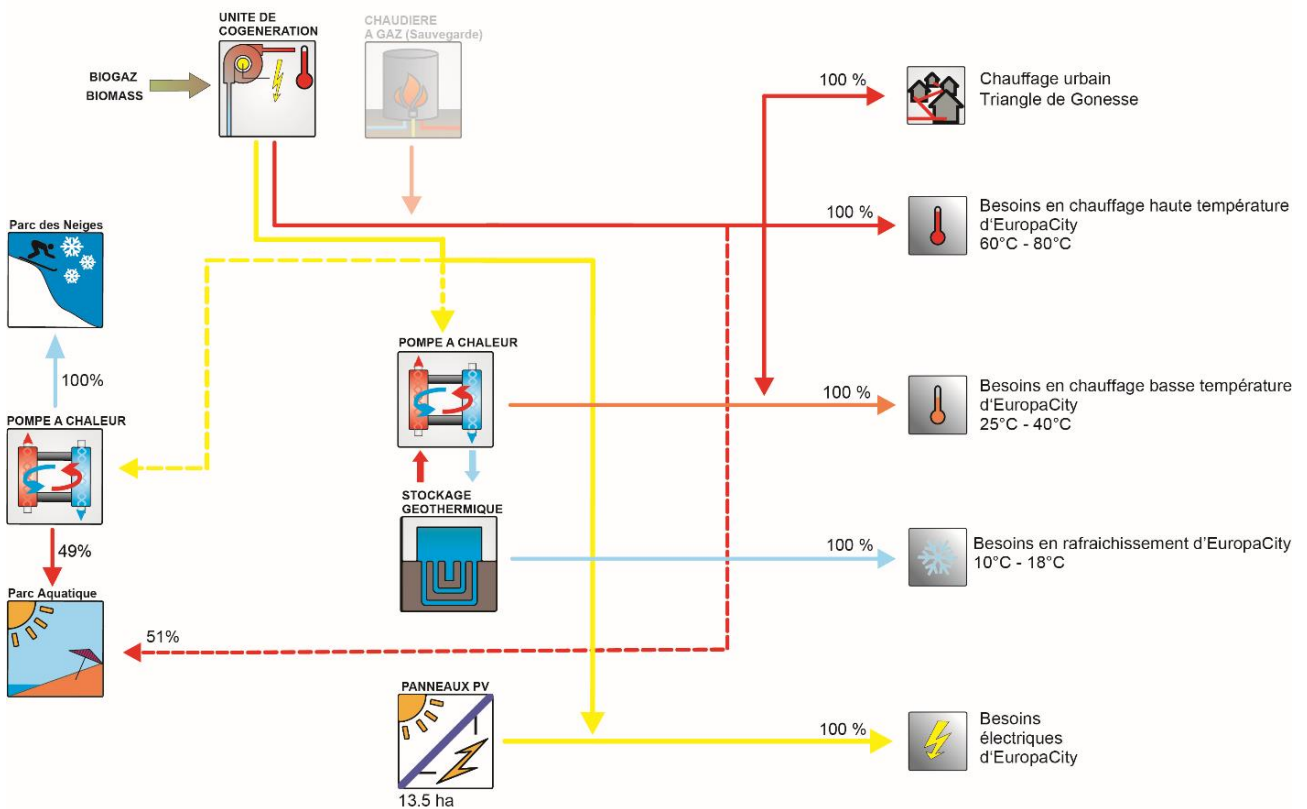 UNITE DE
COGENERATION
CHAUDIERE
A GAZ (Sauvegarde)
BIOGAZ
BIOMASS
100 %
Chauffage urbain
Triangle de Gonesse
Parc des Neiges
100 %
Besoins en chauffage haute température
d'EuropaCity
60°C - 80°C
POMPE A CHALEUR
100%
100 %
Besoins en chauffage basse température
d'EuropaCity
25°C - 40°C
POMPE A CHALEUR
STOCKAGE
GEOTHERMIQUE
49%
100 %
Besoins en rafraichissement d'EuropaCity
10°C - 18°C
Parc Aquatique
51%
PANNEAUX PV
100 %
Besoins
électriques
d'EuropaCity
13.5 ha